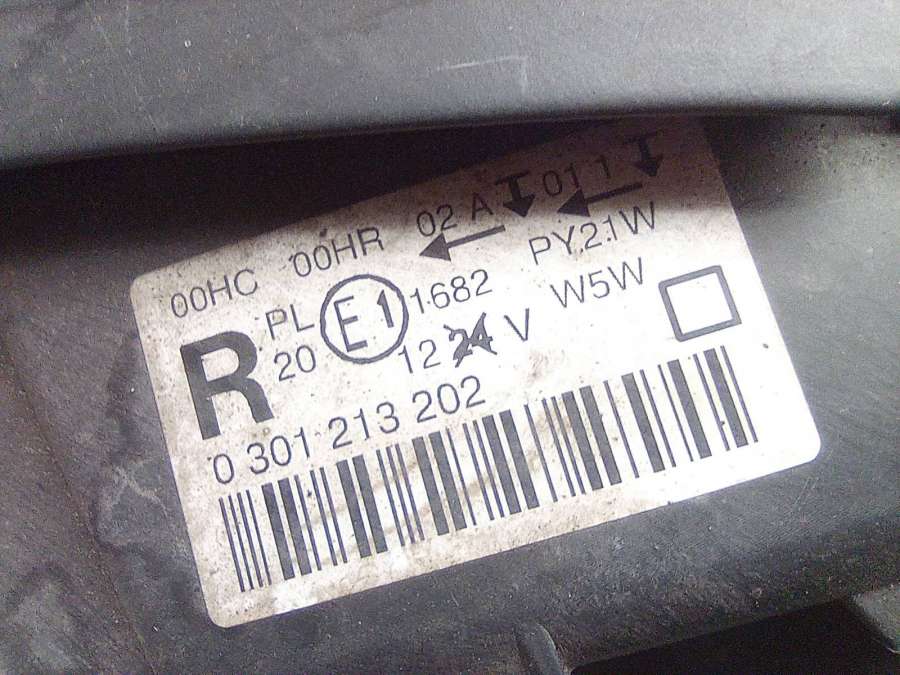 00HC 00HR 02 A 01 1
R PL E1 1682 PY21W
20 12 24 V W5W
0 301 213 202